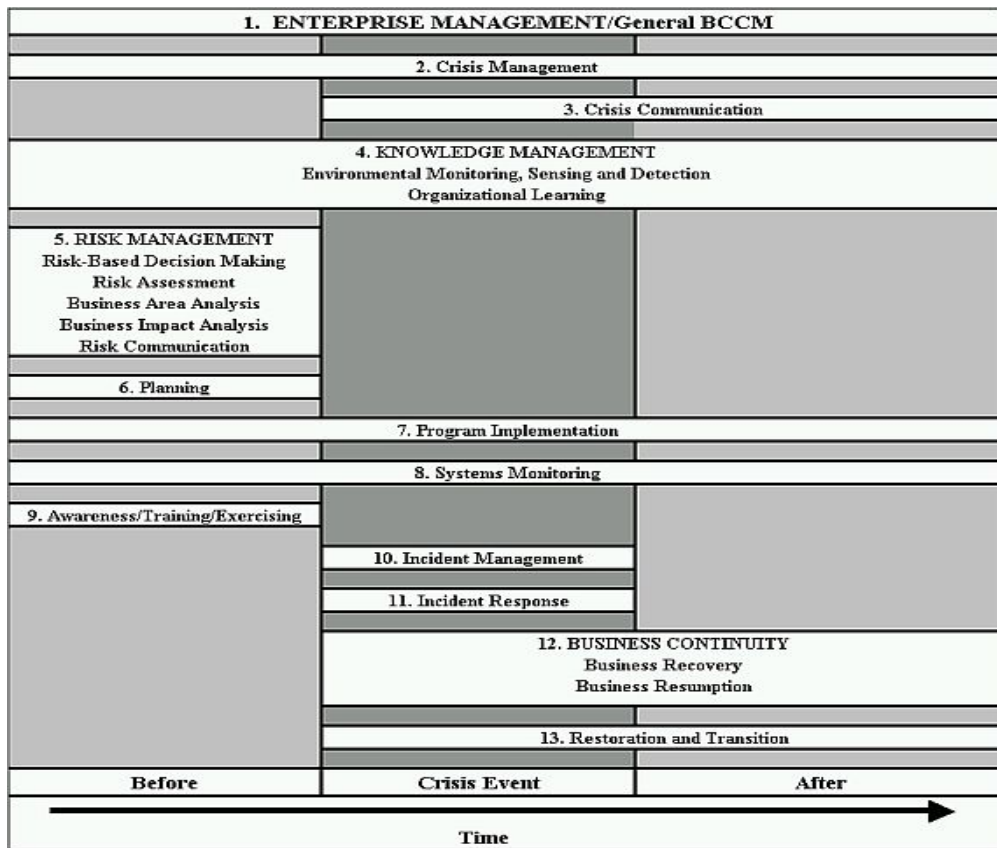 1. ENTERPRISE MANAGEMENT/General BCCM
2. Crisis Management
3. Crisis Communication
4. KNOWLEDGE MANAGEMENT
Environmental Monitoring, Sensing and Detection
Organizational Learning
5. RISK MANAGEMENT
Risk-Based Decision Making
Risk Assessment
Business Area Analysis
Business Impact Analysis
Risk Communication
6. Planning
7. Program Implementation
8. Systems Monitoring
9. Awareness/Training/Exercising
10. Incident Management
11. Incident Response
12. BUSINESS CONTINUITY
Business Recovery
Business Resumption
13. Restoration and Transition
Before Crisis Event After
Time